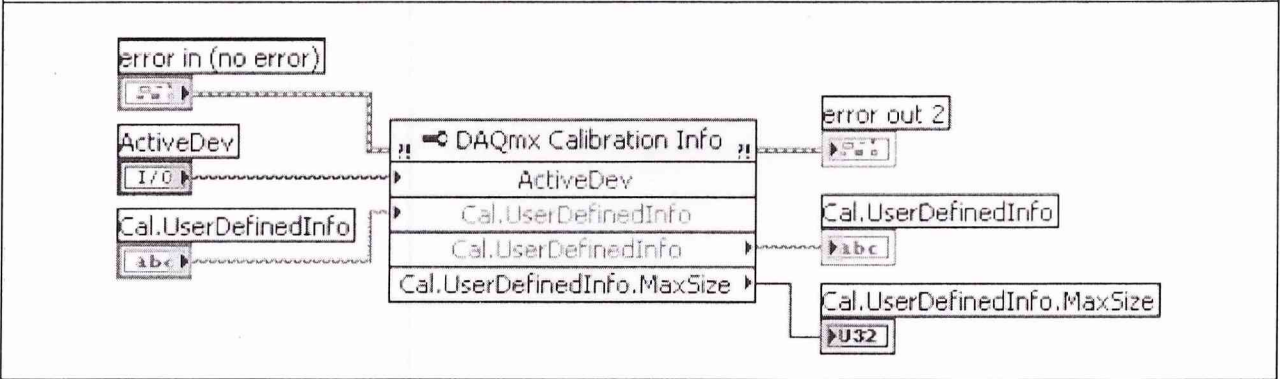 error in (no error)
ActiveDev
I/O
Cal.UserDefinedInfo
abc
?! DAQmx Calibration Info ?!
ActiveDev
Cal.UserDefinedInfo
Cal.UserDefinedInfo
Cal.UserDefinedInfo.MaxSize
error out 2
Cal.UserDefinedInfo
abc
Cal.UserDefinedInfo.MaxSize
U32